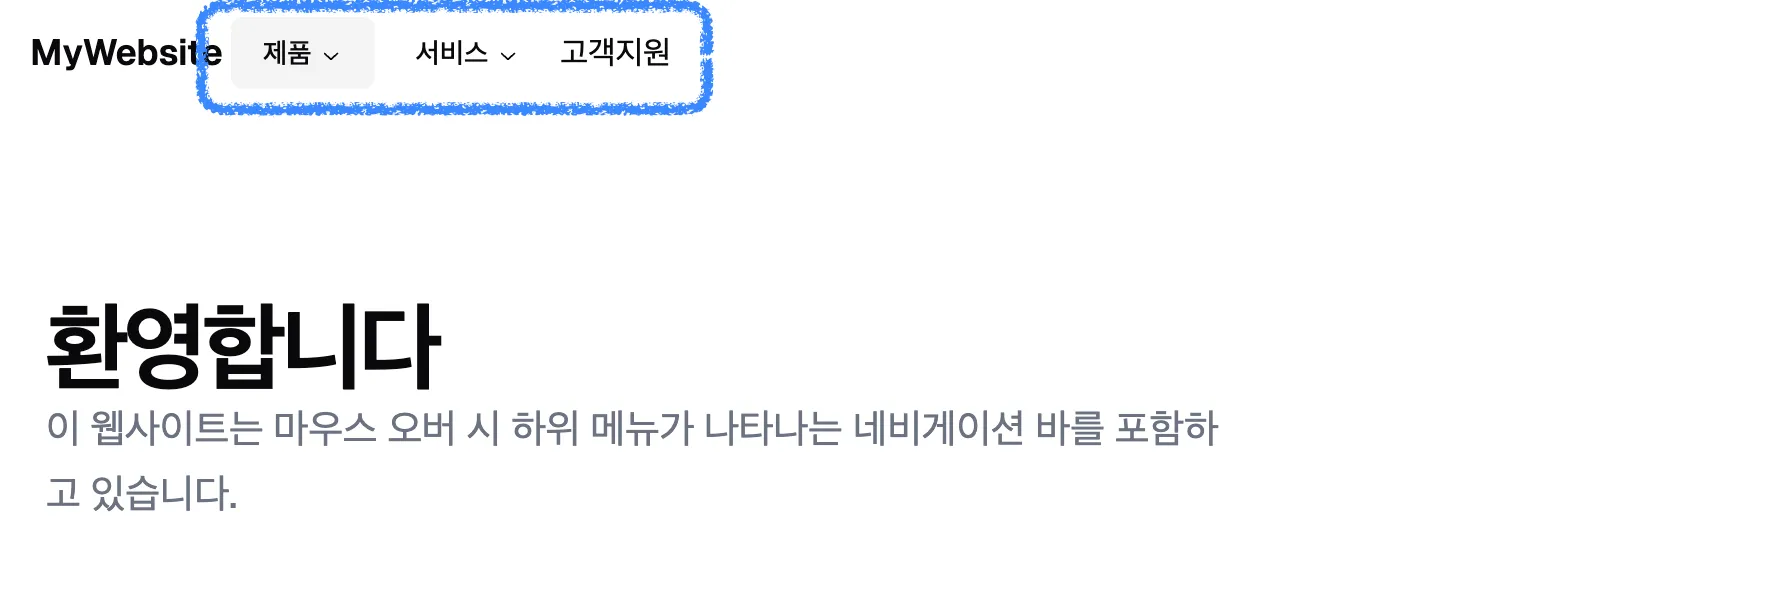 MyWebsite 제품 서비스 고객지원
환영합니다
이 웹사이트는 마우스 오버 시 하위 메뉴가 나타나는 네비게이션 바를 포함하
고 있습니다.